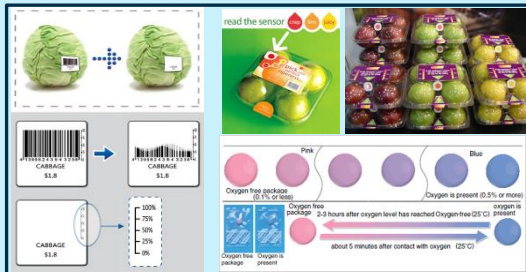 read the sensor crisp firm juicy
CABBAGE
$1.8
CABBAGE
$1.8
CABBAGE
$1.8
100%
75%
50%
25%
0%
Pink
Blue
Oxygen free package
(0.1% or less)
Oxygen is present (0.5% or more)
Oxygen free
package
2-3 hours after oxygen level has reached Oxygen-free (25°C)
oxygen is
present
about 5 minutes after contact with oxygen (25°C)
Oxygen free
package
Oxygen is
present